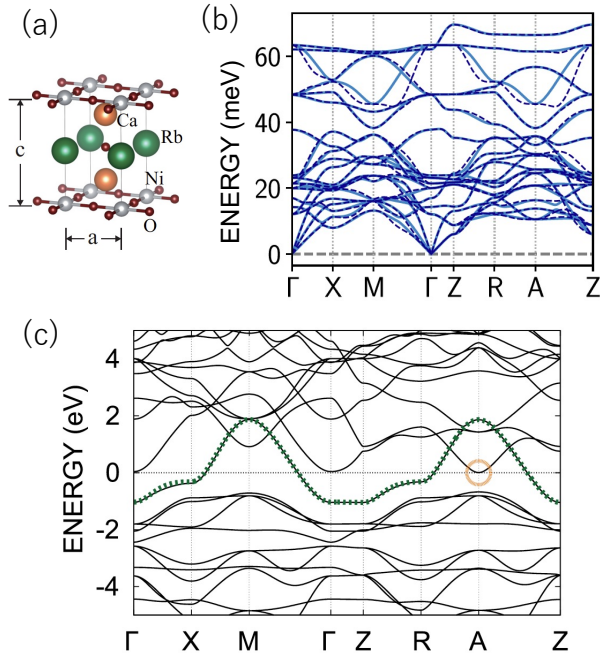 (a)
Ca
Rb
c
Ni
O
a
(b)
ENERGY (meV)
60
40
20
0
Γ X M Γ Z R A Z
(c)
ENERGY (eV)
4
2
0
-2
-4
Γ X M Γ Z R A Z